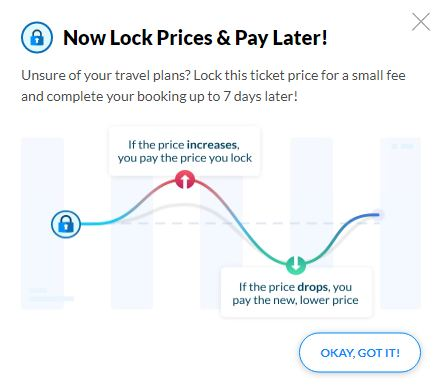 Now Lock Prices & Pay Later!
Unsure of your travel plans? Lock this ticket price for a small fee
and complete your booking up to 7 days later!
If the price increases,
you pay the price you lock
If the price drops, you
pay the new, lower price
OKAY, GOT IT!